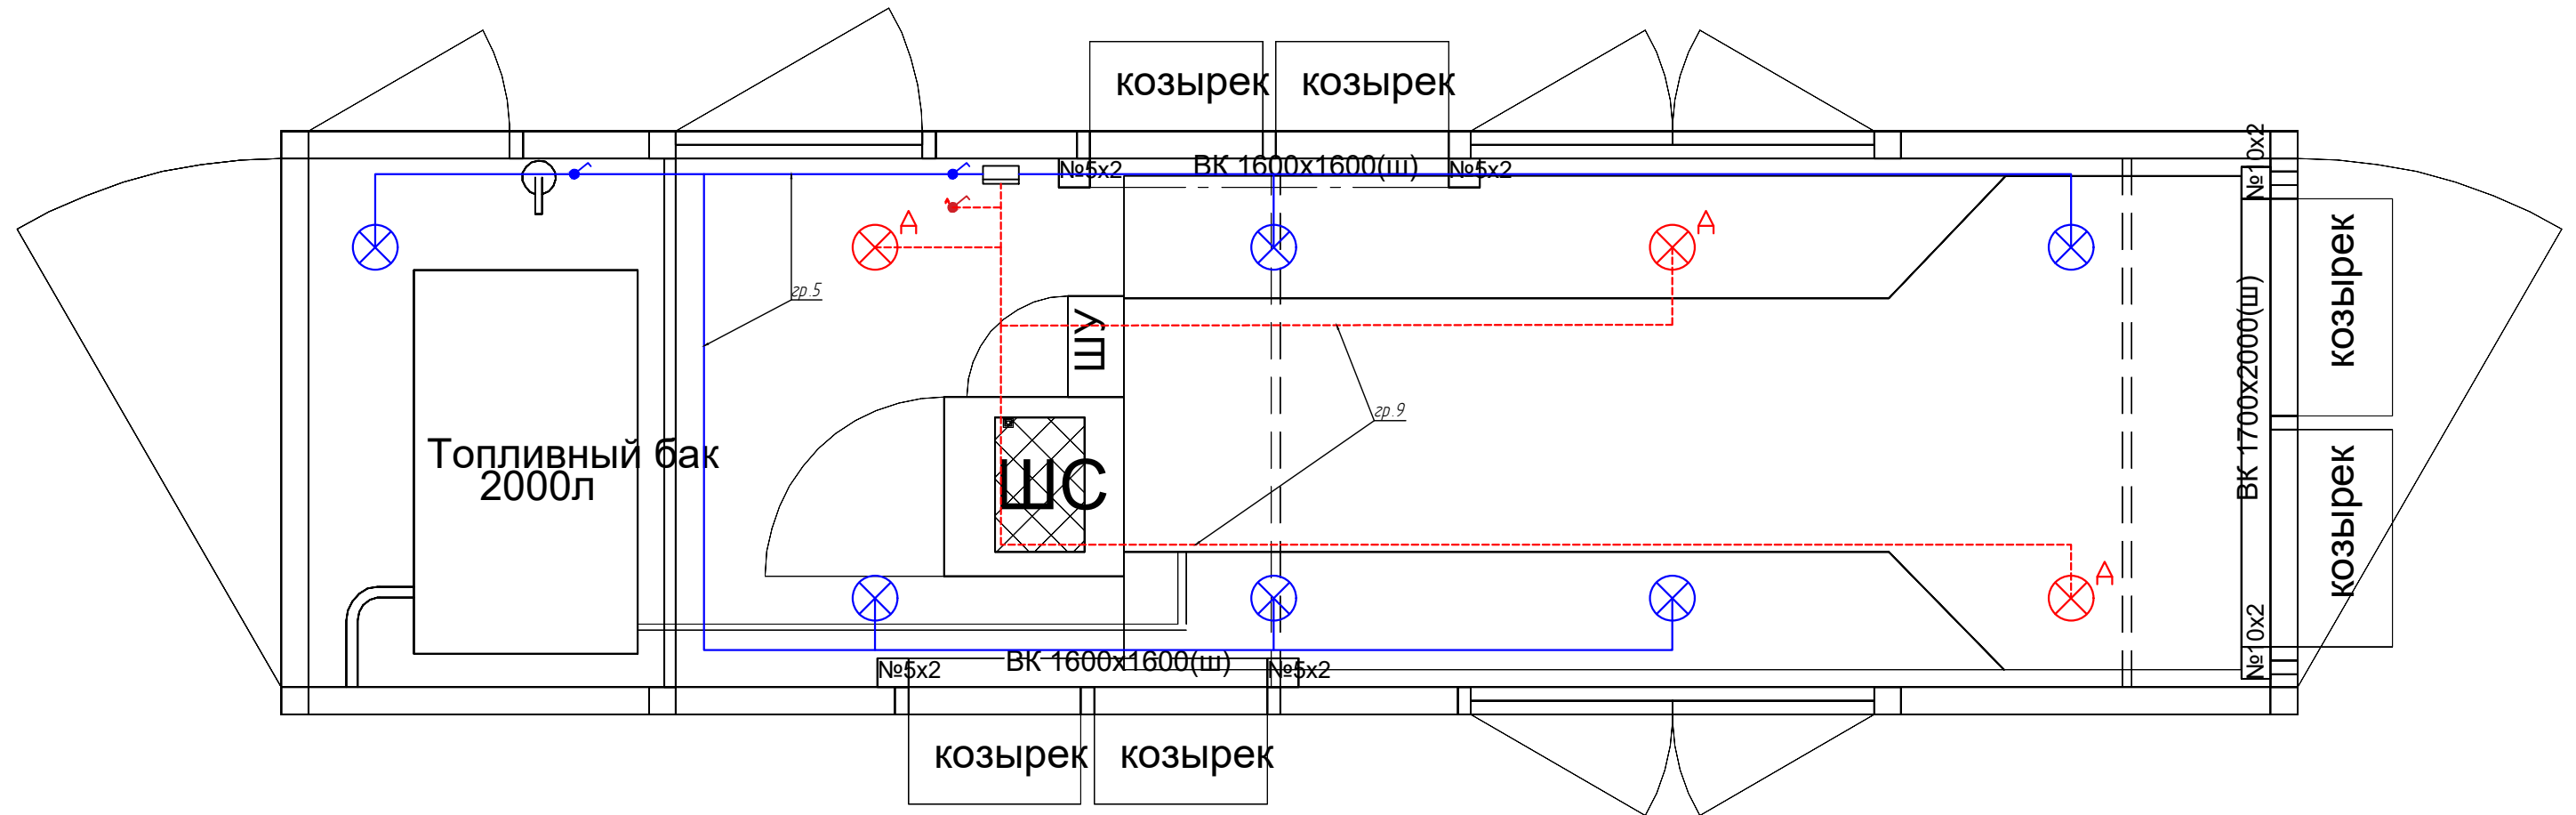 козырек
козырек
№5х2
ВК 1600х1600(ш)
№5х2
№10х2
А
А
гр.5
ШУ
козырек
ВК 1700х2000(ш)
гр.9
Топливный бак
2000л
ШС
козырек
А
№10х2
№5х2
ВК 1600х1600(ш)
№5х2
козырек
козырек